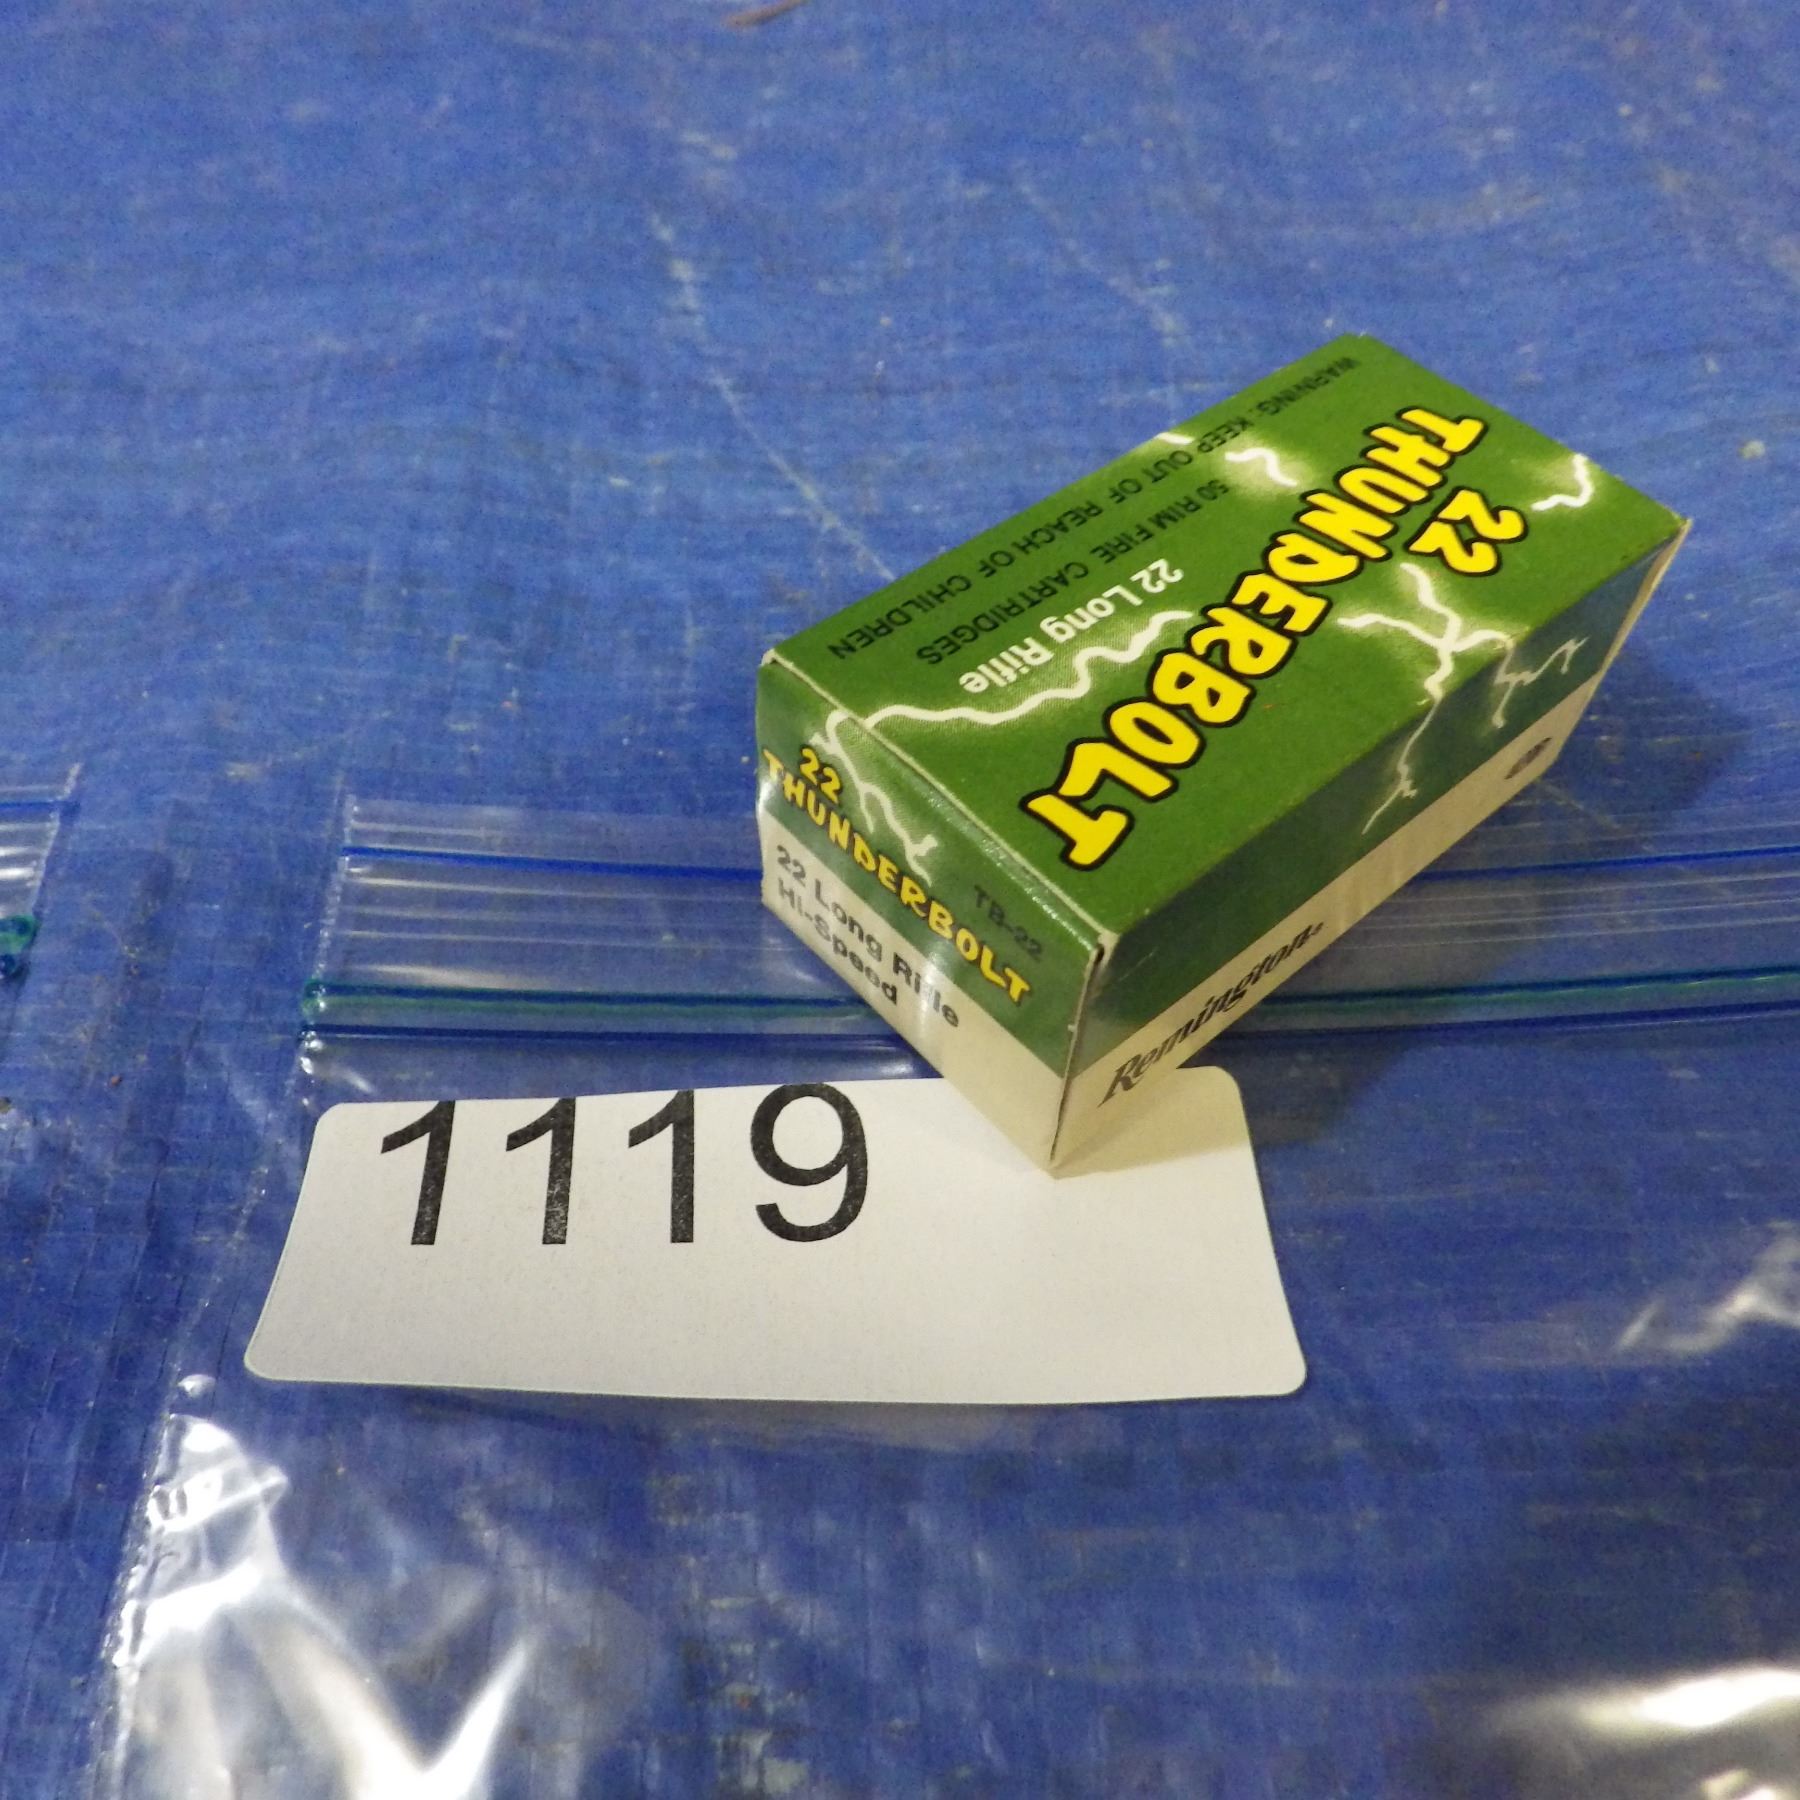 22
THUNDERBOLT
22 Long Rifle
50 RIM FIRE CARTRIDGES
WARNING: KEEP OUT OF REACH OF CHILDREN
22
THUNDERBOLT
TB-22
22 Long Rifle
Hi-Speed
Remington®
1119